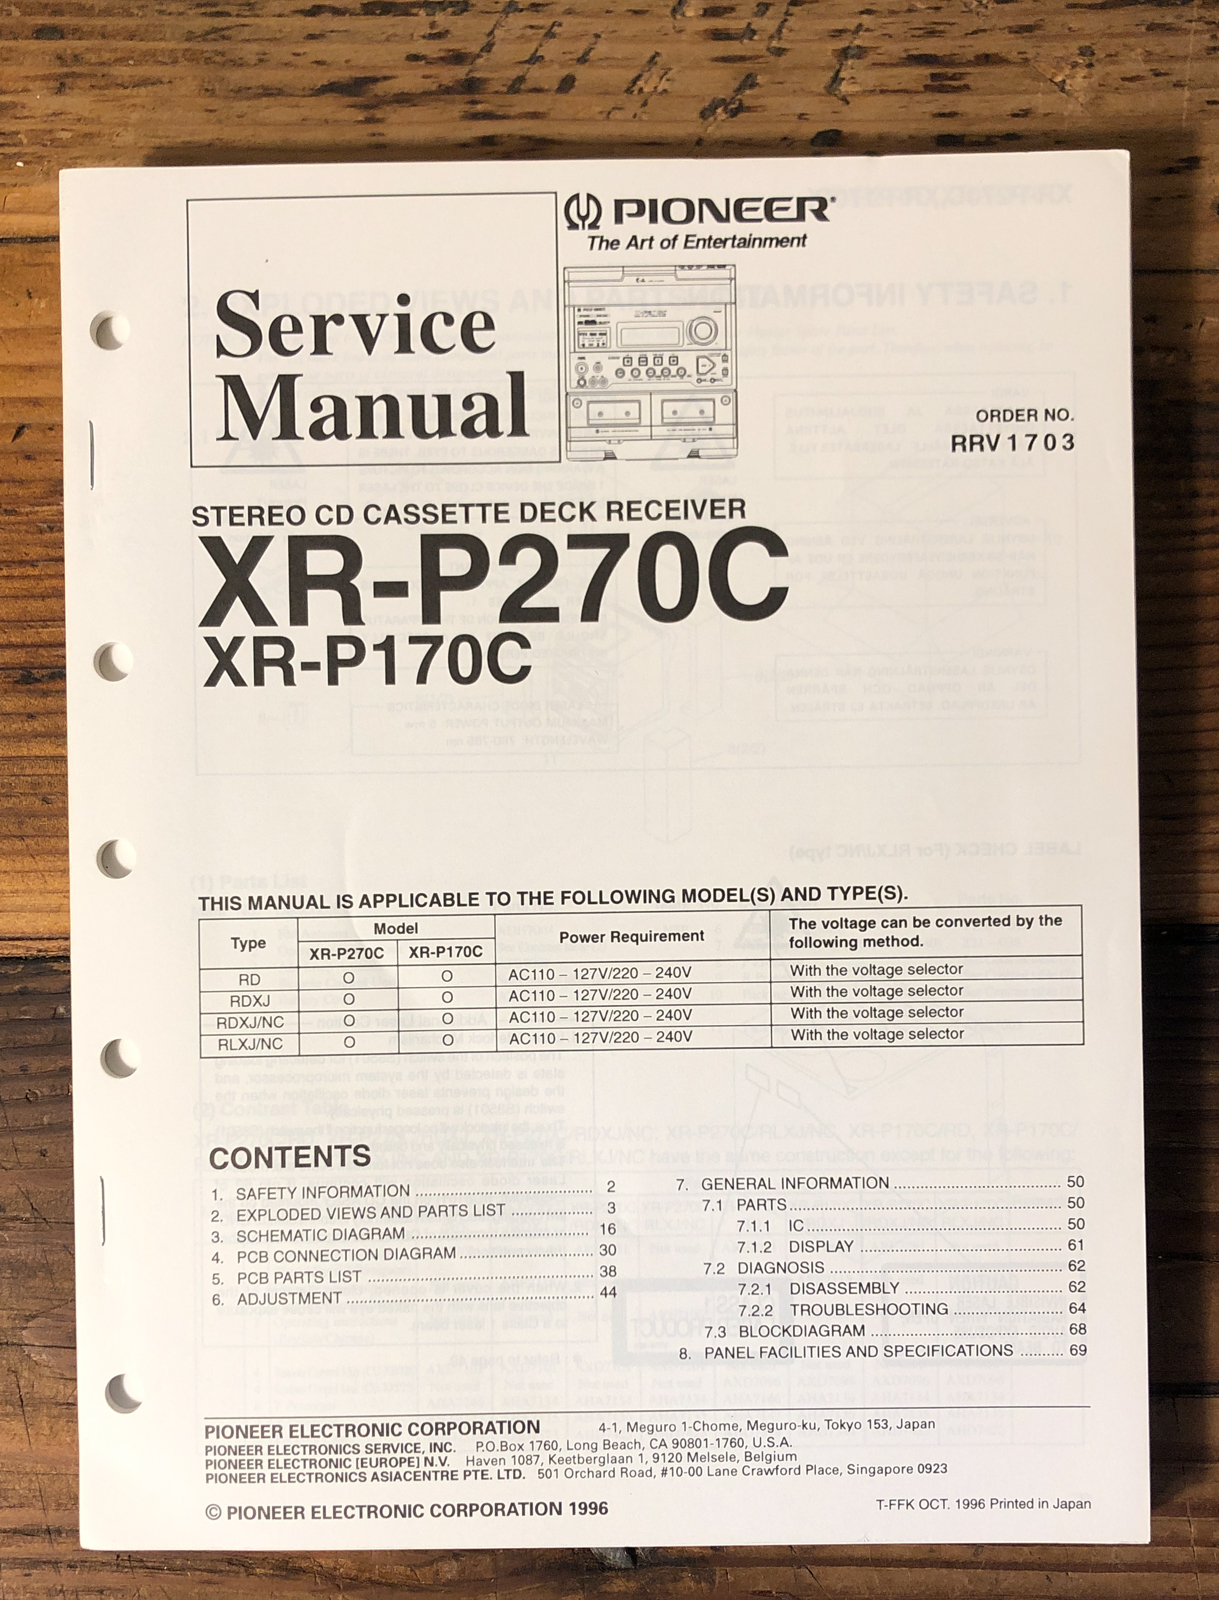 PIONEER
The Art of Entertainment
Service
Manual
ORDER NO.
RRV1703
STEREO CD CASSETTE DECK RECEIVER
XR-P270C
XR-P170C
THIS MANUAL IS APPLICABLE TO THE FOLLOWING MODEL(S) AND TYPE(S).
Type Model Power Requirement The voltage can be converted by the following method.
XR-P270C XR-P170C
RD O O AC110 – 127V/220 – 240V With the voltage selector
RDXJ O O AC110 – 127V/220 – 240V With the voltage selector
RDXJ/NC O O AC110 – 127V/220 – 240V With the voltage selector
RLXJ/NC O O AC110 – 127V/220 – 240V With the voltage selector
CONTENTS
1. SAFETY INFORMATION ........ 2
2. EXPLODED VIEWS AND PARTS LIST ........ 3
3. SCHEMATIC DIAGRAM ........ 16
4. PCB CONNECTION DIAGRAM ........ 30
5. PCB PARTS LIST ........ 38
6. ADJUSTMENT ........ 44
7. GENERAL INFORMATION ........ 50
7.1 PARTS ........ 50
7.1.1 IC ........ 50
7.1.2 DISPLAY ........ 61
7.2 DIAGNOSIS ........ 62
7.2.1 DISASSEMBLY ........ 62
7.2.2 TROUBLESHOOTING ........ 64
7.3 BLOCKDIAGRAM ........ 68
8. PANEL FACILITIES AND SPECIFICATIONS ........ 69
PIONEER ELECTRONIC CORPORATION 4-1, Meguro 1-Chome, Meguro-ku, Tokyo 153, Japan
PIONEER ELECTRONICS SERVICE, INC. P.O.Box 1760, Long Beach, CA 90801-1760, U.S.A.
PIONEER ELECTRONIC [EUROPE] N.V. Haven 1087, Keetberglaan 1, 9120 Melsele, Belgium
PIONEER ELECTRONICS ASIACENTRE PTE. LTD. 501 Orchard Road, #10-00 Lane Crawford Place, Singapore 0923
© PIONEER ELECTRONIC CORPORATION 1996
T-FFK OCT. 1996 Printed in Japan